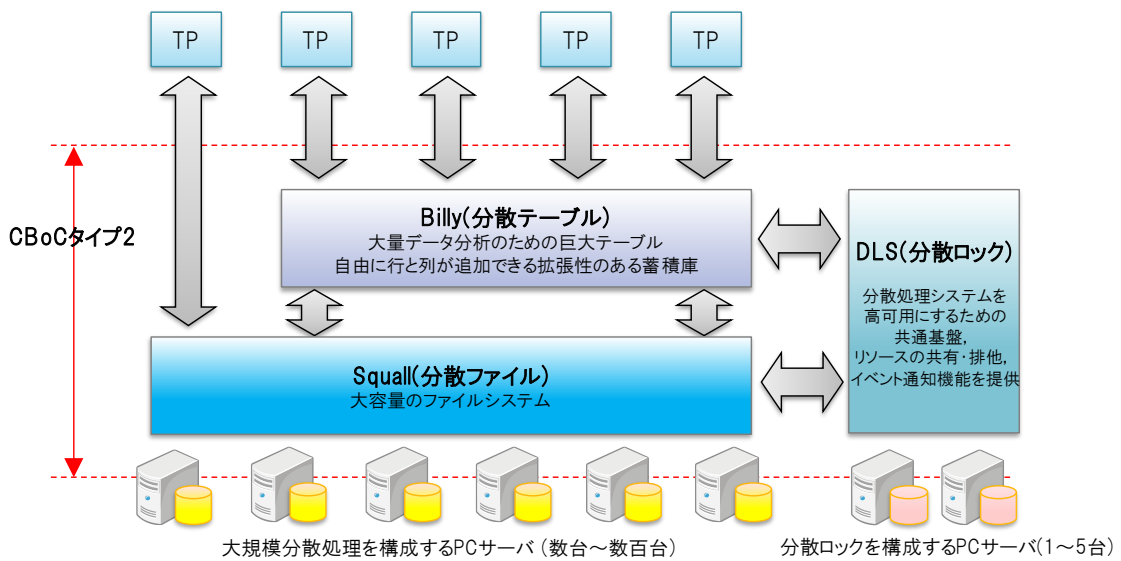 TP
TP
TP
TP
TP
CBoCタイプ2
Billy(分散テーブル)
大量データ分析のための巨大テーブル
自由に行と列が追加できる拡張性のある蓄積庫
DLS(分散ロック)
分散処理システムを
高可用にするための
共通基盤,
リソースの共有・排他,
イベント通知機能を提供
Squall(分散ファイル)
大容量のファイルシステム
大規模分散処理を構成するPCサーバ (数台～数百台)
分散ロックを構成するPCサーバ(1～5台)